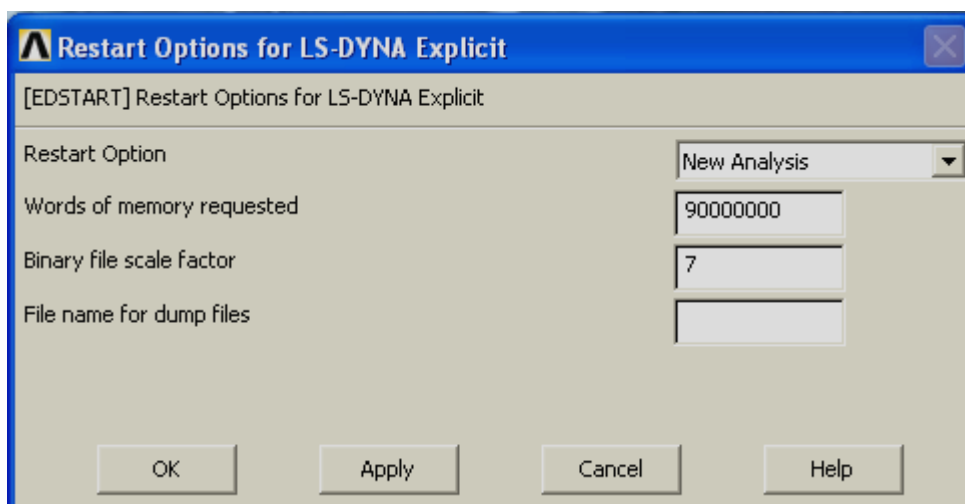 Restart Options for LS-DYNA Explicit
[EDSTART] Restart Options for LS-DYNA Explicit
Restart Option New Analysis
Words of memory requested 90000000
Binary file scale factor 7
File name for dump files
OK Apply Cancel Help